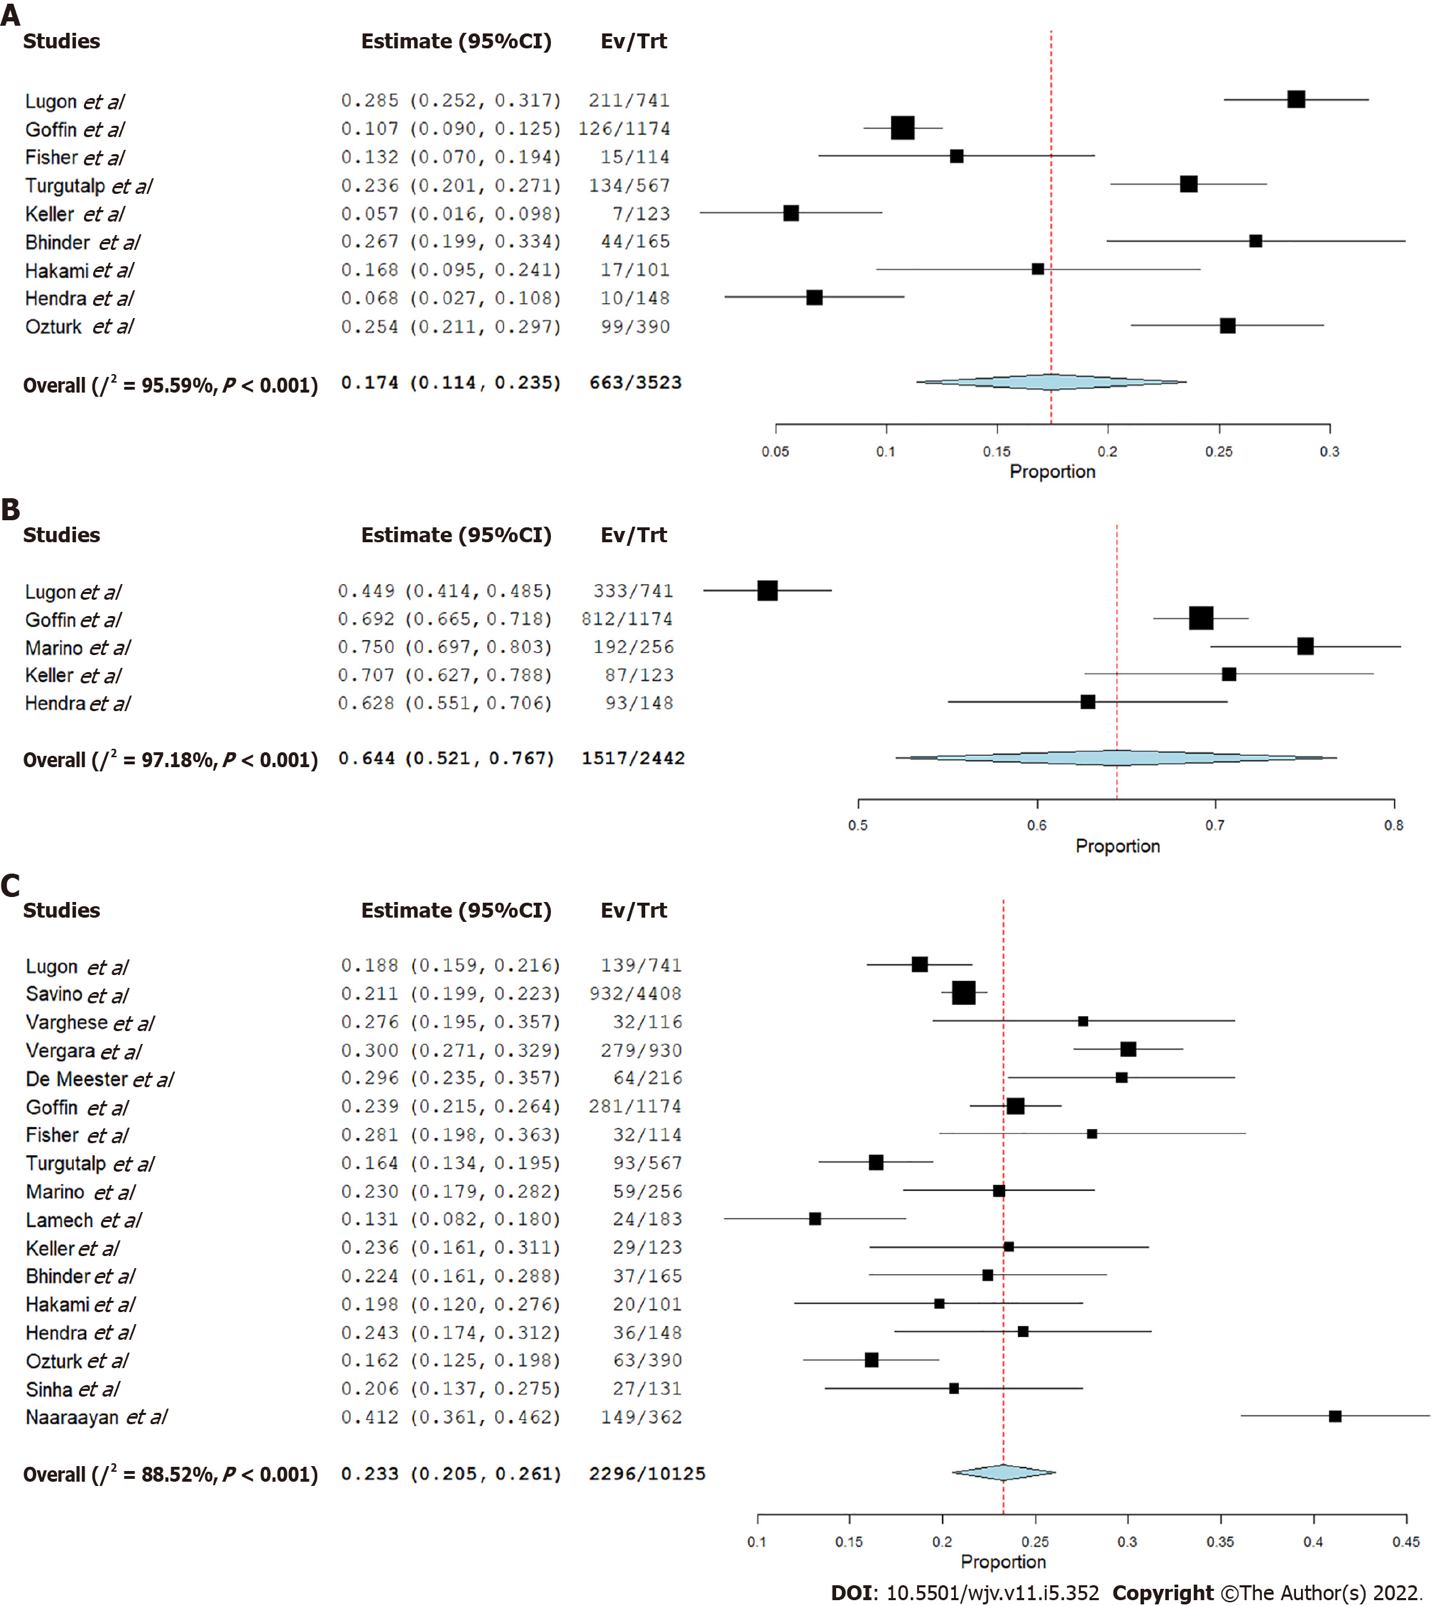 A
Studies Estimate (95%CI) Ev/Trt
Lugon et al 0.285 (0.252, 0.317) 211/741
Goffin et al 0.107 (0.090, 0.125) 126/1174
Fisher et al 0.132 (0.070, 0.194) 15/114
Turgutalp et al 0.236 (0.201, 0.271) 134/567
Keller et al 0.057 (0.016, 0.098) 7/123
Bhinder et al 0.267 (0.199, 0.334) 44/165
Hakami et al 0.168 (0.095, 0.241) 17/101
Hendra et al 0.068 (0.027, 0.108) 10/148
Ozturk et al 0.254 (0.211, 0.297) 99/390
Overall (I² = 95.59%, P < 0.001) 0.174 (0.114, 0.235) 663/3523
0.05 0.1 0.15 0.2 0.25 0.3
Proportion
B
Studies Estimate (95%CI) Ev/Trt
Lugon et al 0.449 (0.414, 0.485) 333/741
Goffin et al 0.692 (0.665, 0.718) 812/1174
Marino et al 0.750 (0.697, 0.803) 192/256
Keller et al 0.707 (0.627, 0.788) 87/123
Hendra et al 0.628 (0.551, 0.706) 93/148
Overall (I² = 97.18%, P < 0.001) 0.644 (0.521, 0.767) 1517/2442
0.5 0.6 0.7 0.8
Proportion
C
Studies Estimate (95%CI) Ev/Trt
Lugon et al 0.188 (0.159, 0.216) 139/741
Savino et al 0.211 (0.199, 0.223) 932/4408
Varghese et al 0.276 (0.195, 0.357) 32/116
Vergara et al 0.300 (0.271, 0.329) 279/930
De Meester et al 0.296 (0.235, 0.357) 64/216
Goffin et al 0.239 (0.215, 0.264) 281/1174
Fisher et al 0.281 (0.198, 0.363) 32/114
Turgutalp et al 0.164 (0.134, 0.195) 93/567
Marino et al 0.230 (0.179, 0.282) 59/256
Lamech et al 0.131 (0.082, 0.180) 24/183
Keller et al 0.236 (0.161, 0.311) 29/123
Bhinder et al 0.224 (0.161, 0.288) 37/165
Hakami et al 0.198 (0.120, 0.276) 20/101
Hendra et al 0.243 (0.174, 0.312) 36/148
Ozturk et al 0.162 (0.125, 0.198) 63/390
Sinha et al 0.206 (0.137, 0.275) 27/131
Naaraayan et al 0.412 (0.361, 0.462) 149/362
Overall (I² = 88.52%, P < 0.001) 0.233 (0.205, 0.261) 2296/10125
0.1 0.15 0.2 0.25 0.3 0.35 0.4 0.45
Proportion
DOI: 10.5501/wjv.v11.i5.352 Copyright ©The Author(s) 2022.